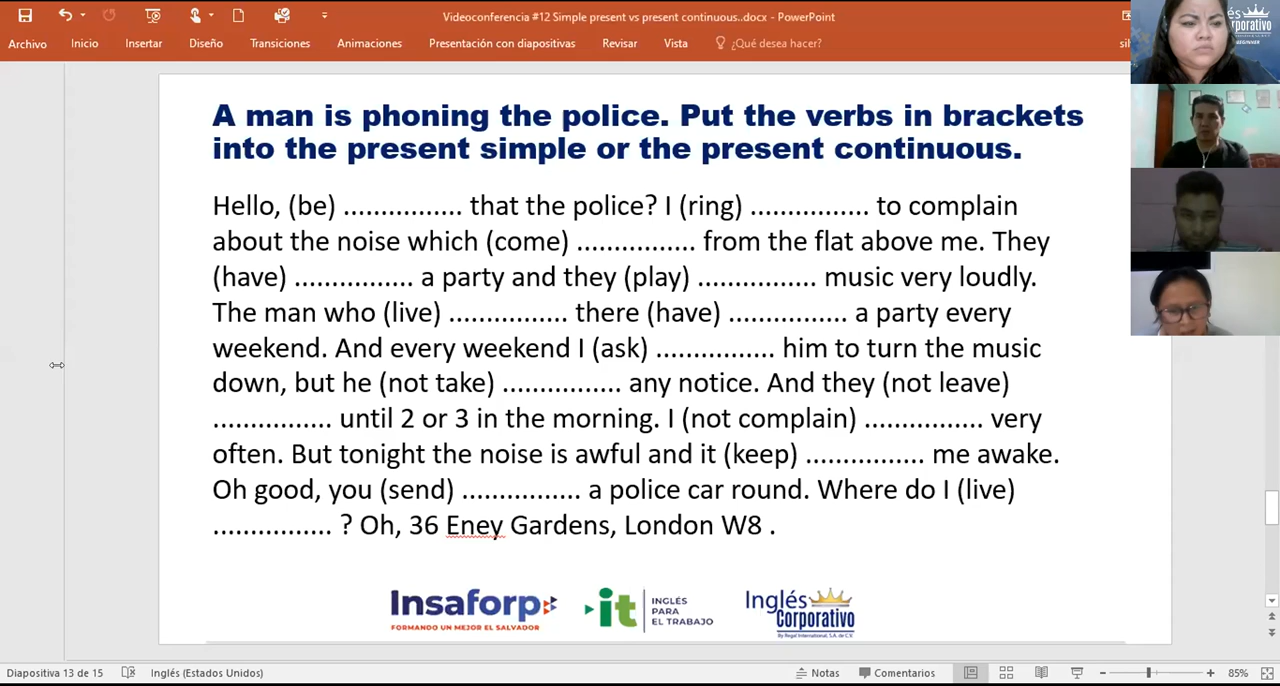 Videoconferencia #12 Simple present vs present continuous..docx - PowerPoint
Archivo Inicio Insertar Diseño Transiciones Animaciones Presentación con diapositivas Revisar Vista ¿Qué desea hacer?
A man is phoning the police. Put the verbs in brackets
into the present simple or the present continuous.
Hello, (be) ................ that the police? I (ring) ................ to complain
about the noise which (come) ................ from the flat above me. They
(have) ................ a party and they (play) ................ music very loudly.
The man who (live) ................ there (have) ................ a party every
weekend. And every weekend I (ask) ................ him to turn the music
down, but he (not take) ................ any notice. And they (not leave)
................ until 2 or 3 in the morning. I (not complain) ................ very
often. But tonight the noise is awful and it (keep) ................ me awake.
Oh good, you (send) ................ a police car round. Where do I (live)
................ ? Oh, 36 Eney Gardens, London W8 .
Insaforp
FORMANDO UN MEJOR EL SALVADOR
it
INGLÉS
PARA
EL TRABAJO
Inglés
Corporativo
By Regal International, S.A. de C.V.
Corporativo
BEGINNER
Diapositiva 13 de 15 Inglés (Estados Unidos) Notas Comentarios 85%